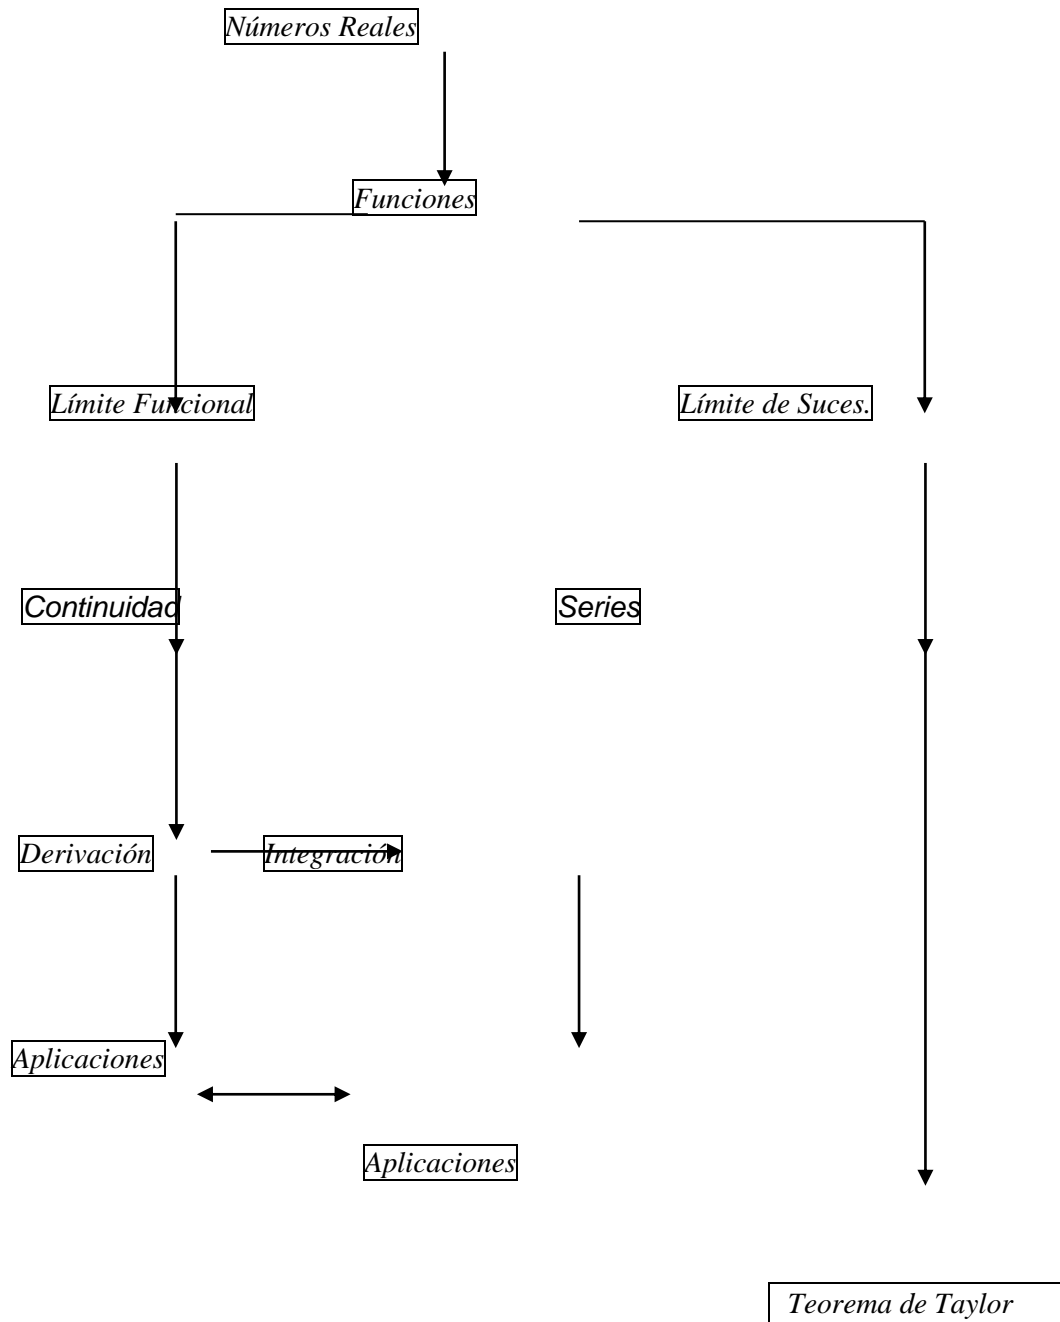 Números Reales
Funciones
Límite Funcional
Límite de Suces.
Continuidad
Series
Derivación
Integración
Aplicaciones
Aplicaciones
Teorema de Taylor